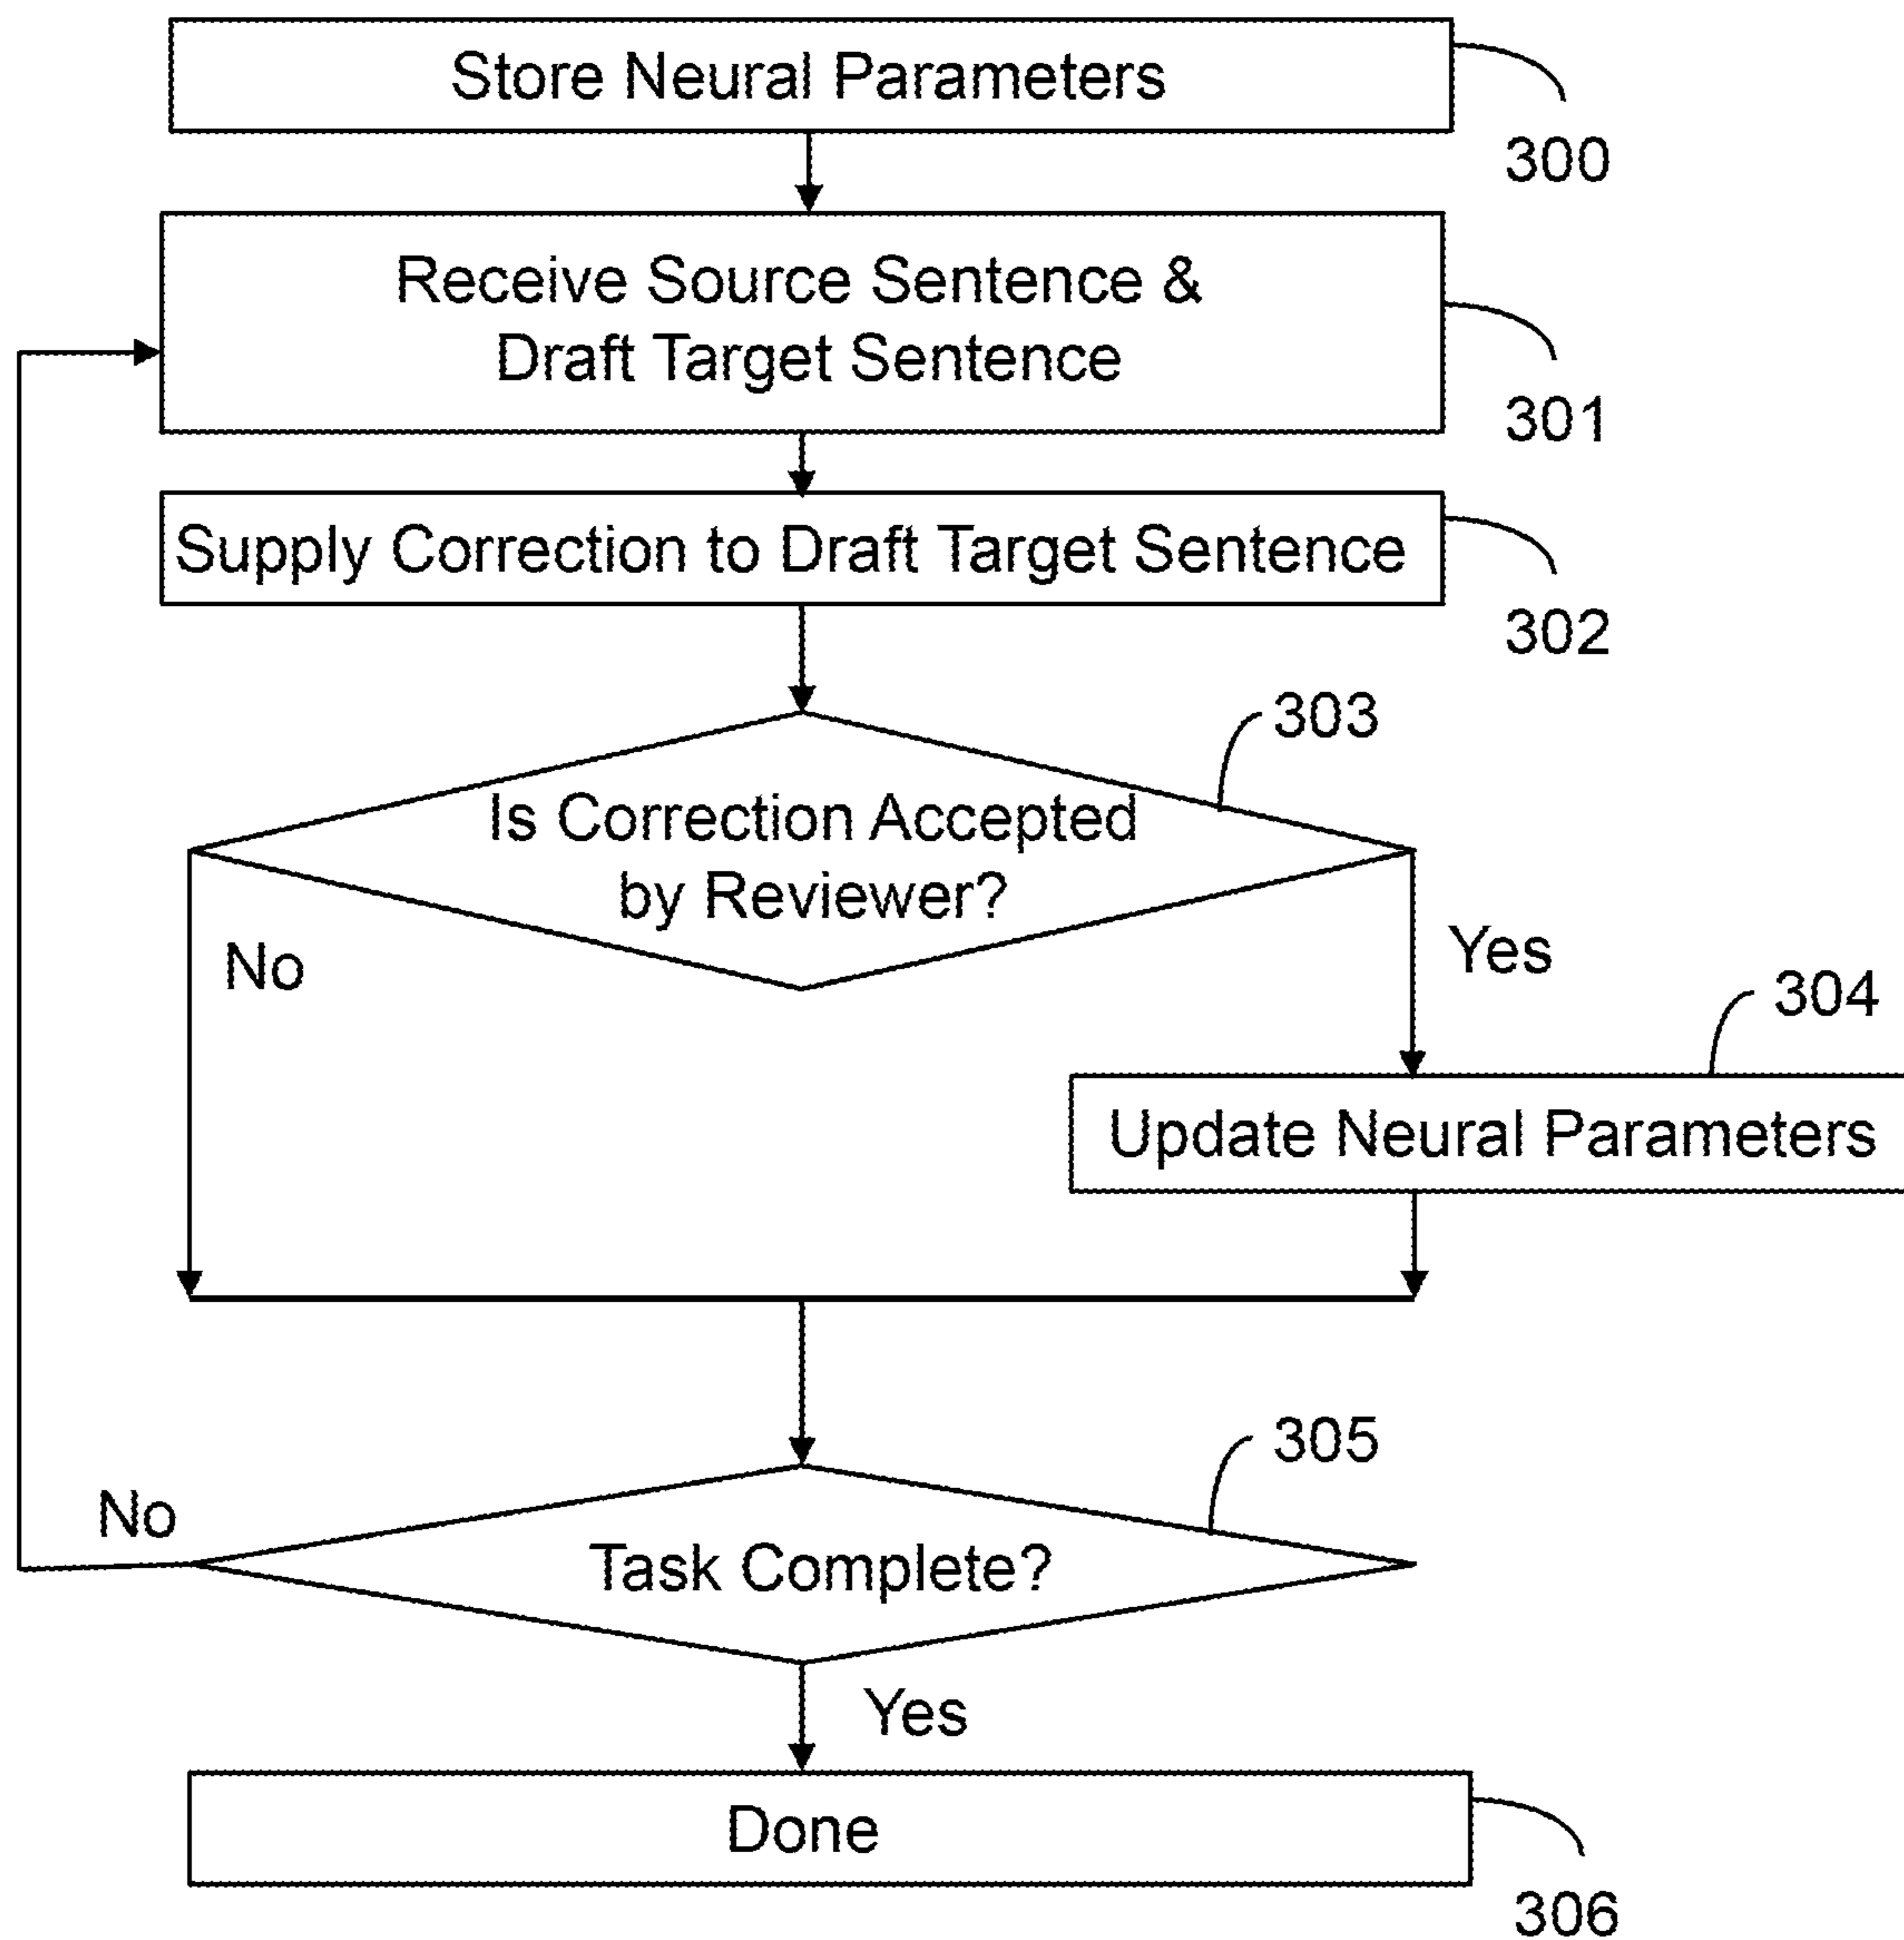 Store Neural Parameters
300
Receive Source Sentence &
Draft Target Sentence
301
Supply Correction to Draft Target Sentence
302
303
Is Correction Accepted
by Reviewer?
No
Yes
304
Update Neural Parameters
305
No
Task Complete?
Yes
Done
306